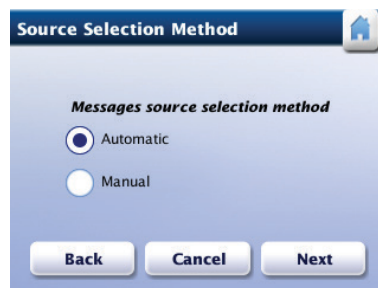 Source Selection Method
Messages source selection method
Automatic
Manual
Back Cancel Next